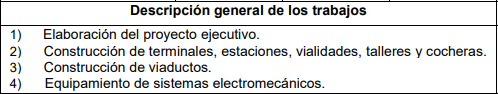 Descripción general de los trabajos
1) Elaboración del proyecto ejecutivo.
2) Construcción de terminales, estaciones, vialidades, talleres y cocheras.
3) Construcción de viaductos.
4) Equipamiento de sistemas electromecánicos.